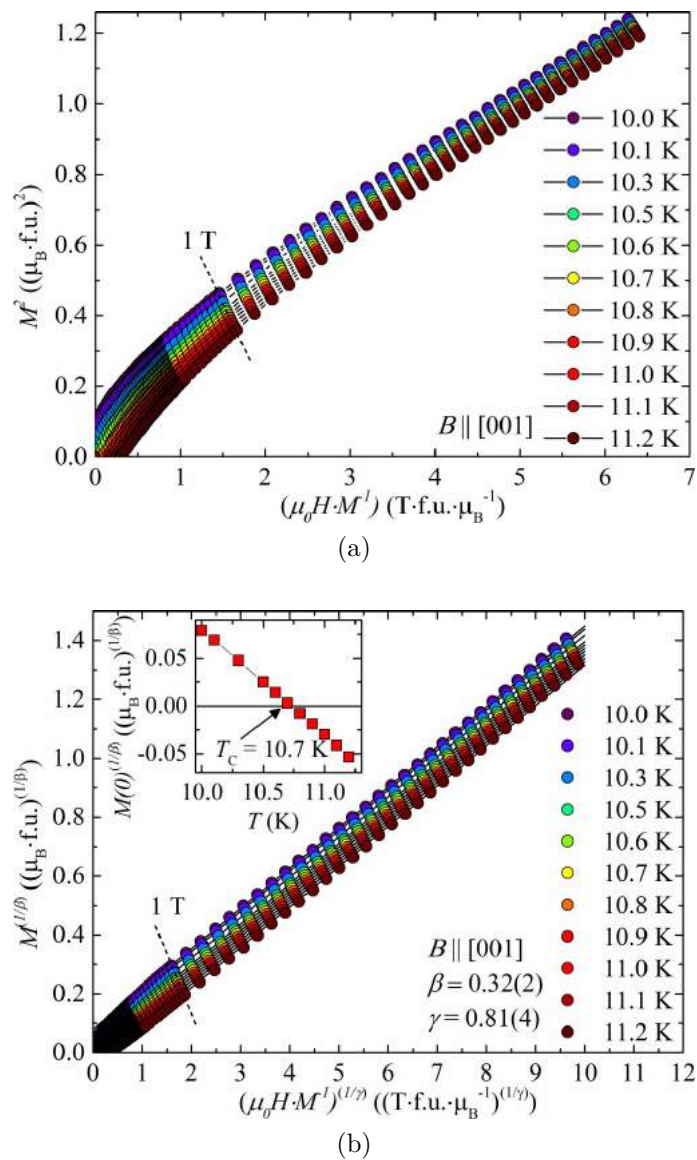 1.2
1.0
0.8
0.6
0.4
0.2
0.0
M² ((μ_B·f.u.)²)
1 T
10.0 K
10.1 K
10.3 K
10.5 K
10.6 K
10.7 K
10.8 K
10.9 K
11.0 K
11.1 K
11.2 K
B || [001]
0 1 2 3 4 5 6 7
(μ₀H·M⁻¹) (T·f.u.·μ_B⁻¹)
(a)
1.4
1.2
1.0
0.8
0.6
0.4
0.2
0.0
M^(1/β) ((μ_B·f.u.)^(1/β))
M(0)^(1/β) ((μ_B·f.u.)^(1/β))
0.05
0.00
-0.05
T_C = 10.7 K
10.0 10.5 11.0
T (K)
1 T
10.0 K
10.1 K
10.3 K
10.5 K
10.6 K
10.7 K
10.8 K
10.9 K
11.0 K
11.1 K
11.2 K
B || [001]
β = 0.32(2)
γ = 0.81(4)
0 1 2 3 4 5 6 7 8 9 10 11 12
(μ₀H·M⁻¹)^(1/γ) ((T·f.u.·μ_B⁻¹)^(1/γ))
(b)